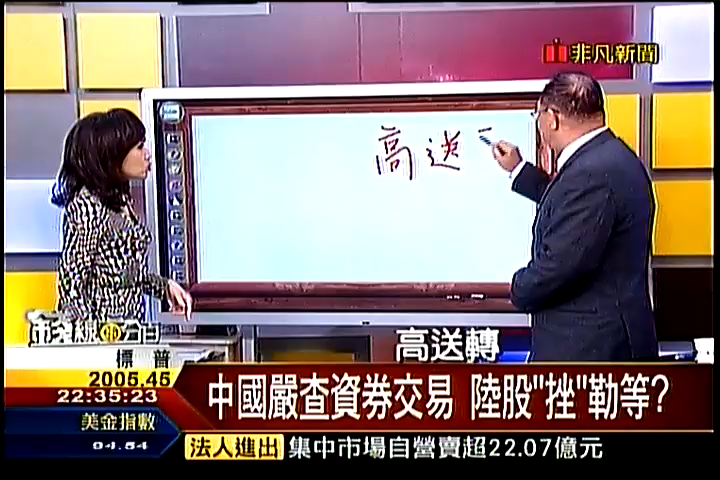 非凡新聞
高送
高送轉
標普
2005.45
22:35:23
中國嚴查資券交易 陸股"挫"勒等?
美金指數
法人進出 集中市場自營賣超22.07億元